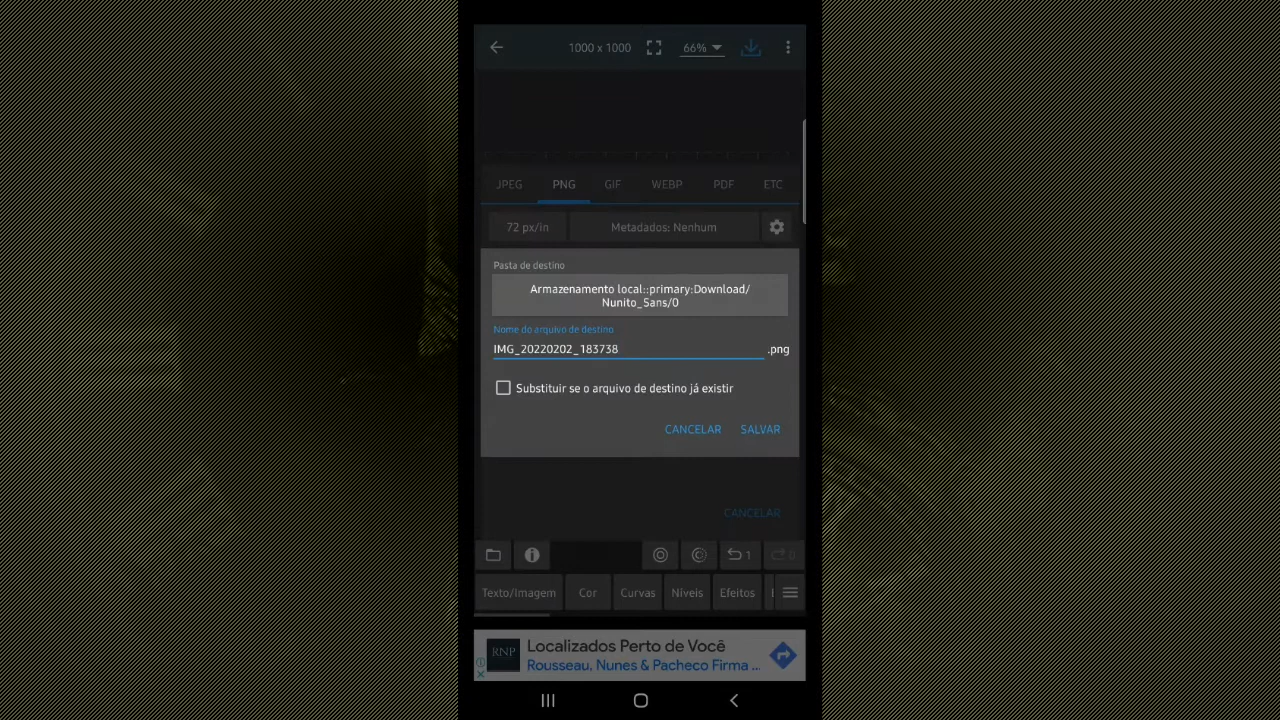 1000 x 1000 66%
JPEG PNG GIF WEBP PDF ETC
72 px/in Metadados: Nenhum
Pasta de destino
Armazenamento local::primary:Download/
Nunito_Sans/0
Nome do arquivo de destino
IMG_20220202_183738 .png
Substituir se o arquivo de destino já existir
CANCELAR SALVAR
CANCELAR
1 0
Texto/Imagem Cor Curvas Níveis Efeitos
RNP
Localizados Perto de Você
Rousseau, Nunes & Pacheco Firma ...